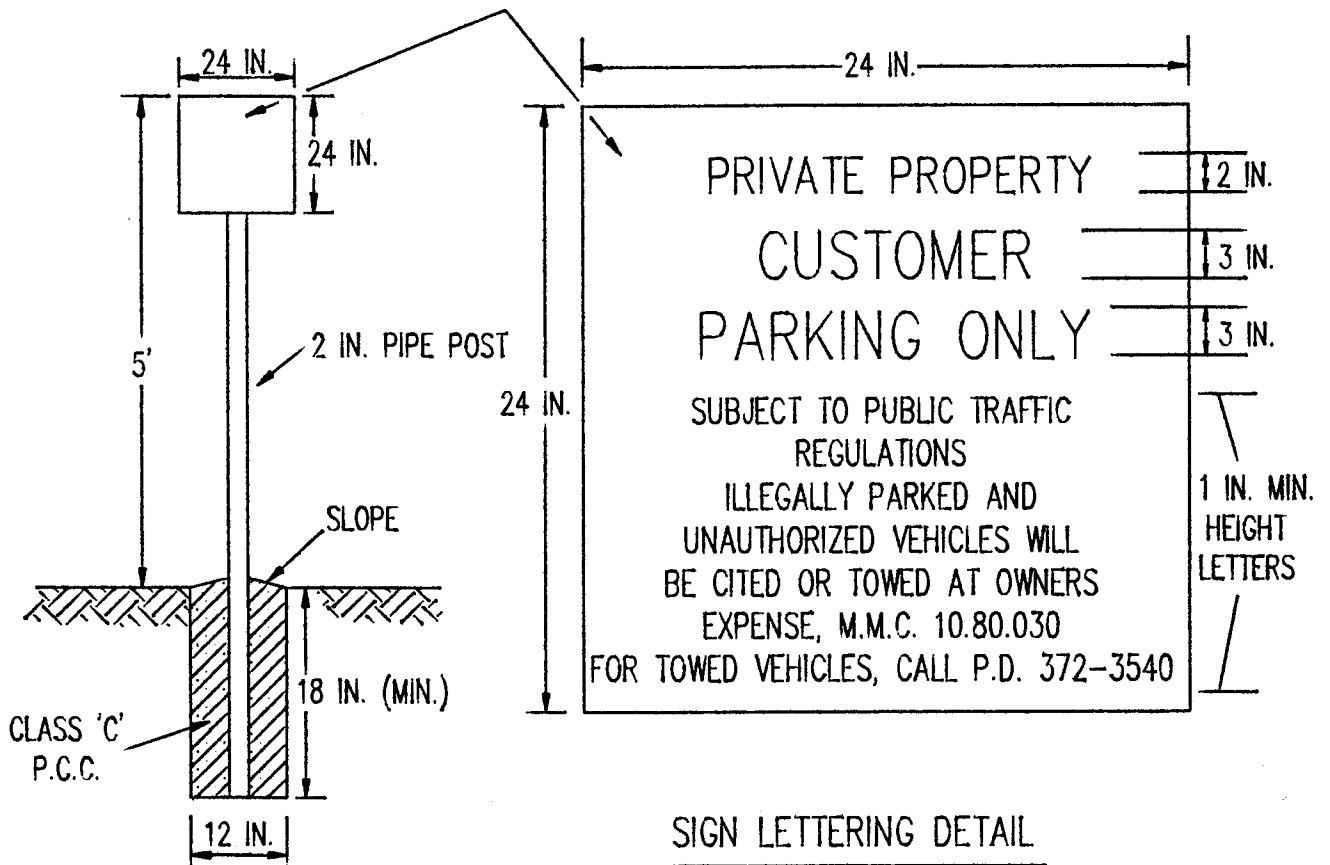 24 IN.
24 IN.
5'
2 IN. PIPE POST
SLOPE
18 IN. (MIN.)
CLASS 'C'
P.C.C.
12 IN.
24 IN.
24 IN.
PRIVATE PROPERTY
2 IN.
CUSTOMER
3 IN.
PARKING ONLY
3 IN.
SUBJECT TO PUBLIC TRAFFIC
REGULATIONS
ILLEGALLY PARKED AND
UNAUTHORIZED VEHICLES WILL
BE CITED OR TOWED AT OWNERS
EXPENSE, M.M.C. 10.80.030
FOR TOWED VEHICLES, CALL P.D. 372-3540
1 IN. MIN.
HEIGHT
LETTERS
SIGN LETTERING DETAIL